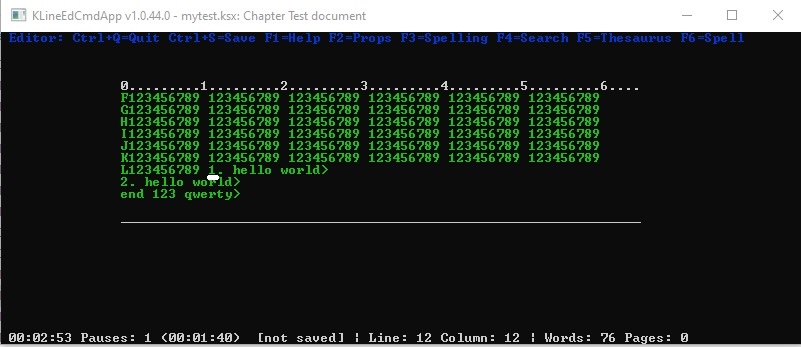 KLineEdCmdApp v1.0.44.0 - mytest.ksx: Chapter Test document
Editor: Ctrl+Q=Quit Ctrl+S=Save F1=Help F2=Props F3=Spelling F4=Search F5=Thesaurus F6=Spell
0.........1.........2.........3.........4.........5.........6....
F123456789 123456789 123456789 123456789 123456789 123456789
G123456789 123456789 123456789 123456789 123456789 123456789
H123456789 123456789 123456789 123456789 123456789 123456789
I123456789 123456789 123456789 123456789 123456789 123456789
J123456789 123456789 123456789 123456789 123456789 123456789
K123456789 123456789 123456789 123456789 123456789 123456789
L123456789 1. hello world>
2. hello world>
end 123 qwerty>
00:02:53 Pauses: 1 (00:01:40)  [not saved] ¦ Line: 12 Column: 12 ¦ Words: 76 Pages: 0